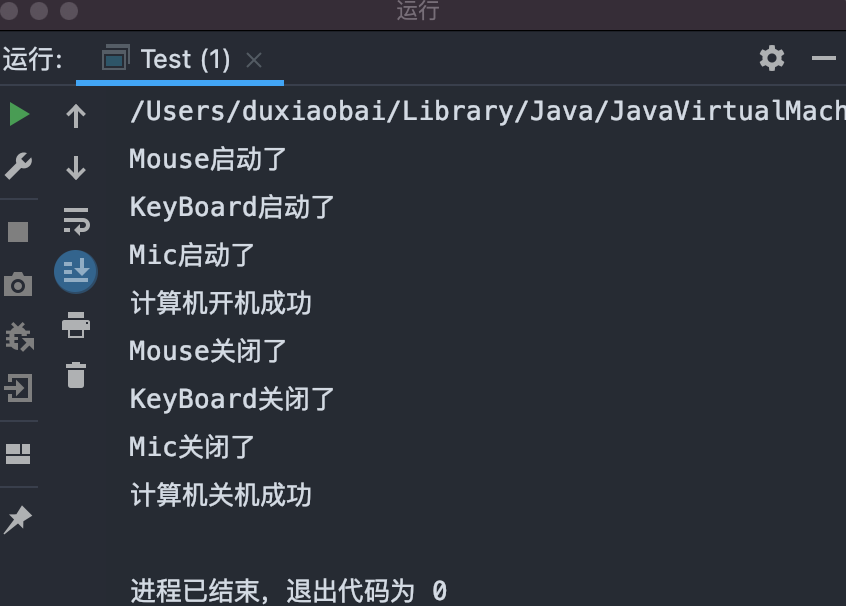 运行
运行:
Test (1)
/Users/duxiaobai/Library/Java/JavaVirtualMach
Mouse启动了
KeyBoard启动了
Mic启动了
计算机开机成功
Mouse关闭了
KeyBoard关闭了
Mic关闭了
计算机关机成功
进程已结束，退出代码为 0